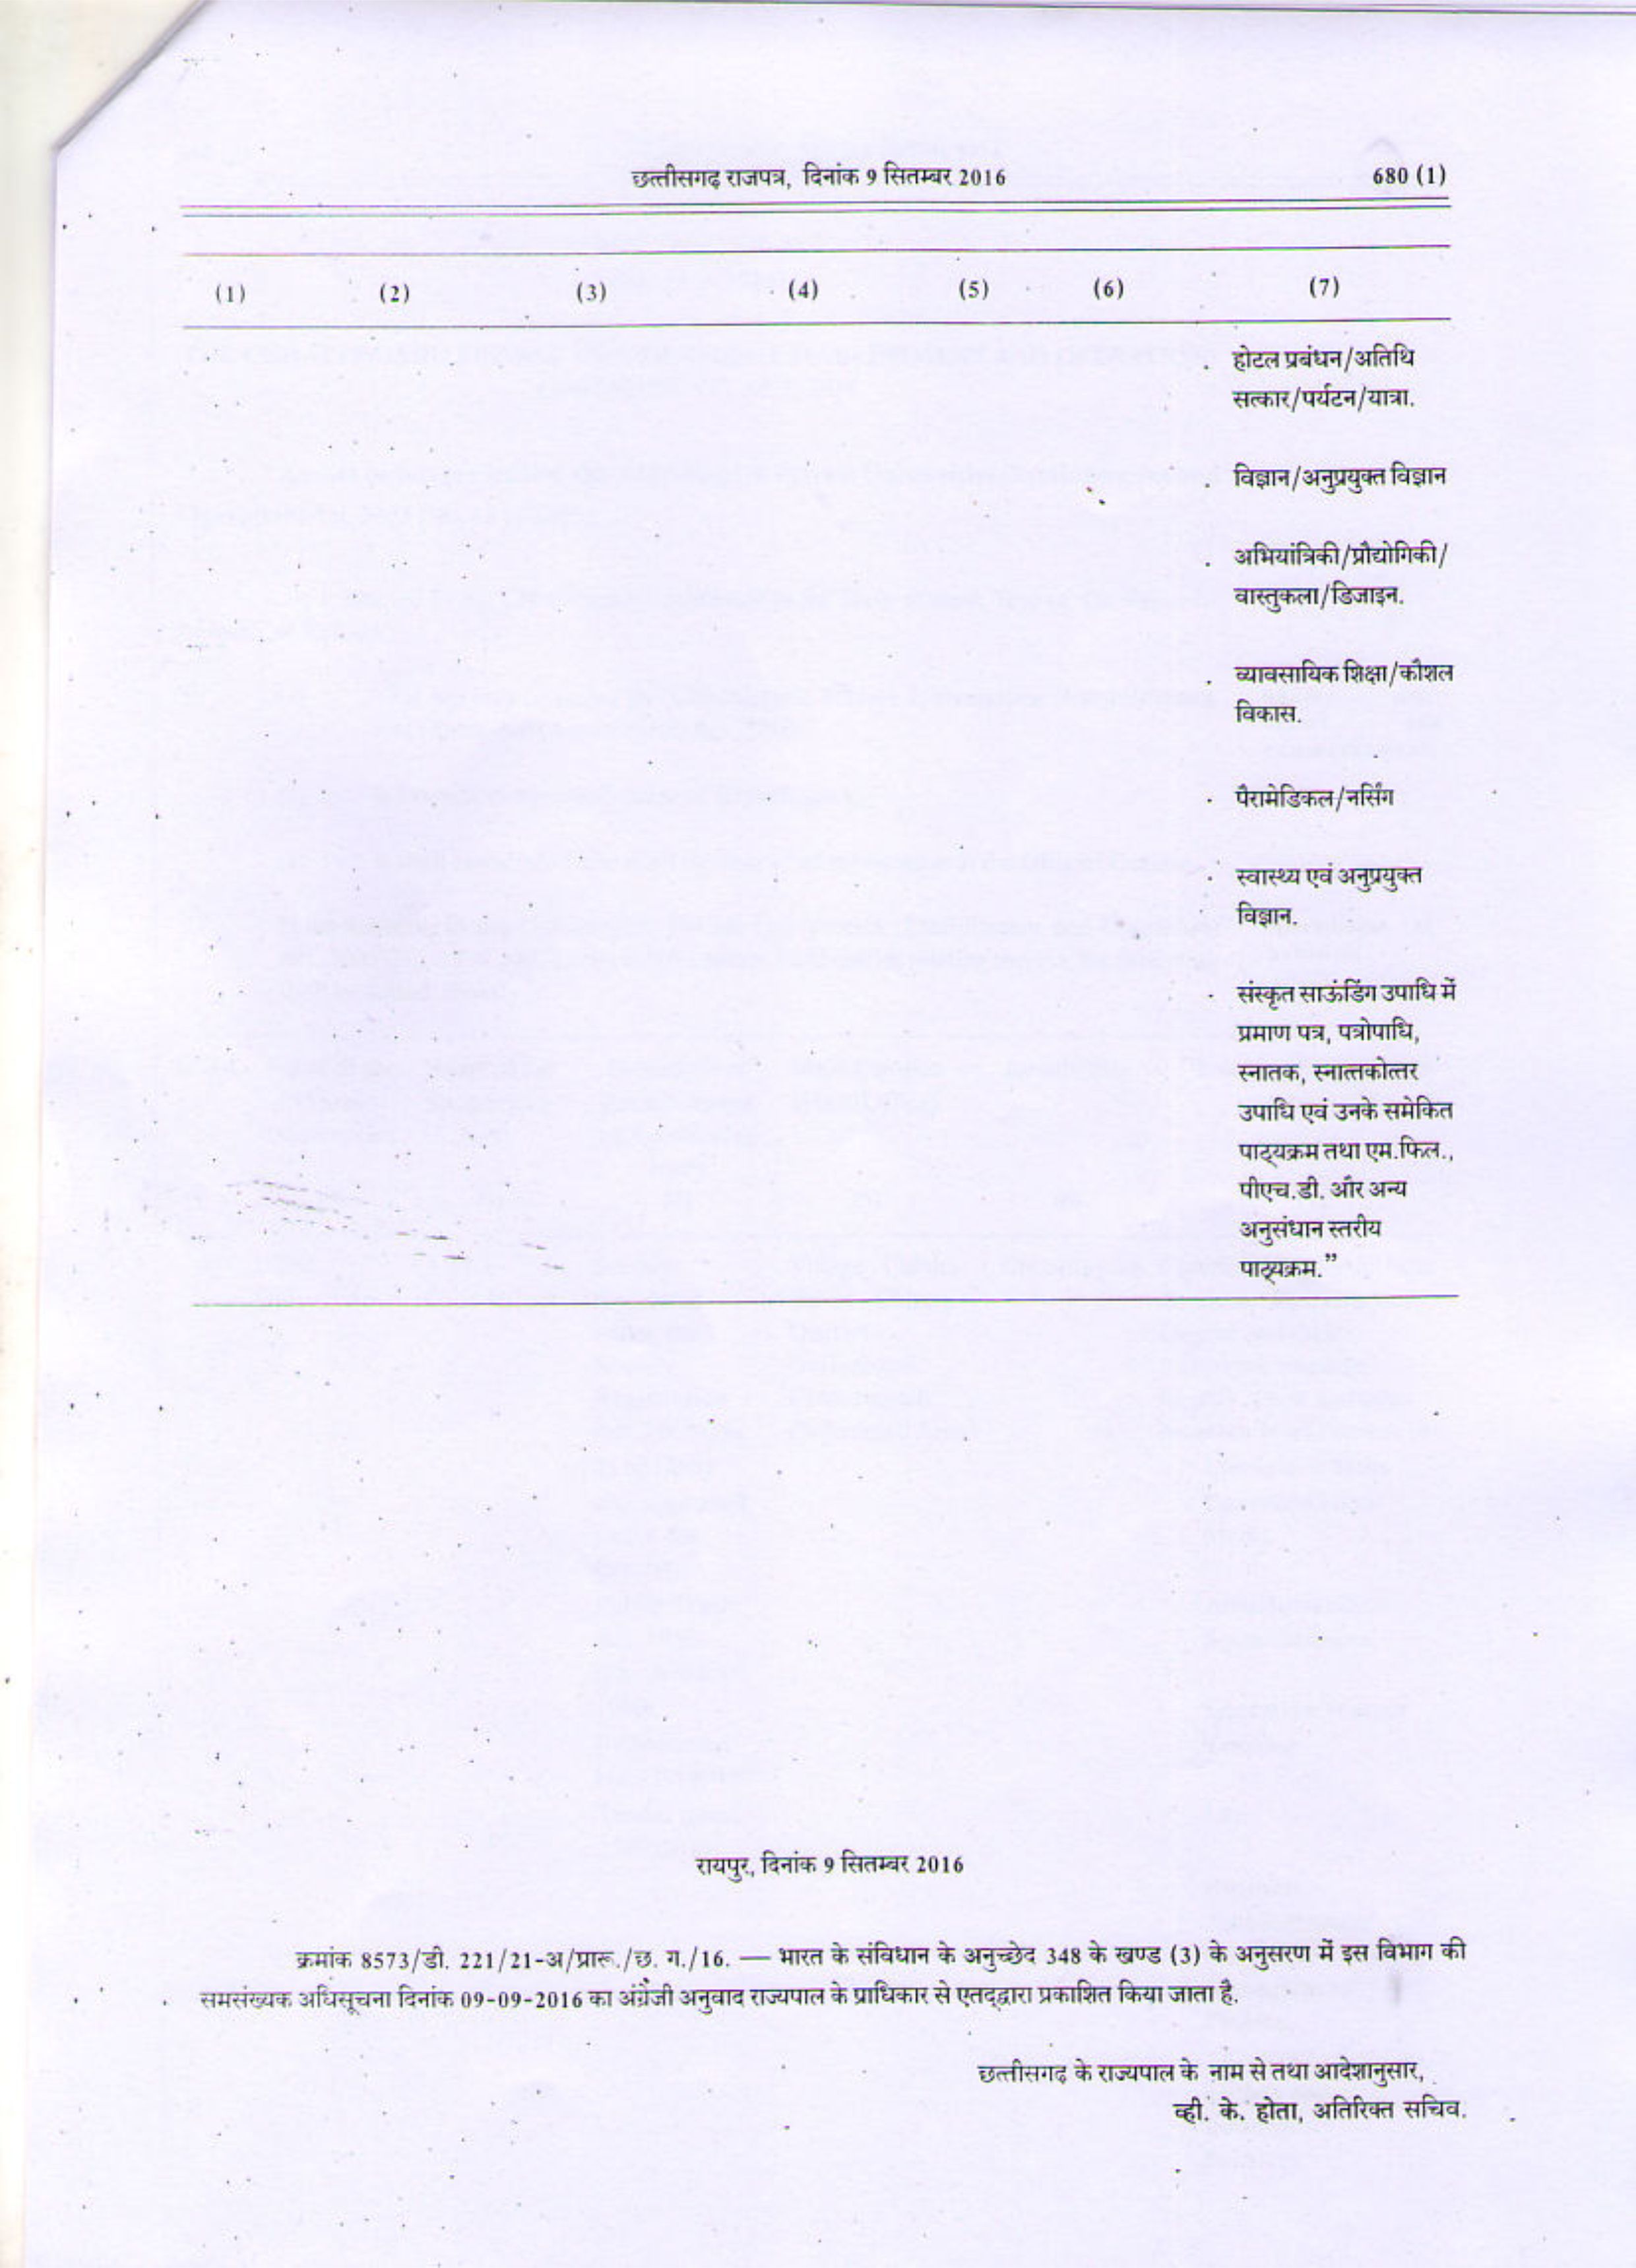 छत्तीसगढ़ राजपत्र, दिनांक 9 सितम्बर 2016 680 (1)
(1) (2) (3) (4) (5) (6) (7)
होटल प्रबंधन/अतिथि
सत्कार/पर्यटन/यात्रा.
विज्ञान/अनुप्रयुक्त विज्ञान
अभियांत्रिकी/प्रौद्योगिकी/
वास्तुकला/डिजाइन.
व्यावसायिक शिक्षा/कौशल
विकास.
पैरामेडिकल/नर्सिंग
स्वास्थ्य एवं अनुप्रयुक्त
विज्ञान.
संस्कृत साऊंडिंग उपाधि में
प्रमाण पत्र, पत्रोपाधि,
स्नातक, स्नात्तकोत्तर
उपाधि एवं उनके समेकित
पाठ्यक्रम तथा एम.फिल.,
पीएच.डी. और अन्य
अनुसंधान स्तरीय
पाठ्यक्रम.”
रायपुर, दिनांक 9 सितम्बर 2016
क्रमांक 8573/डी. 221/21-अ/प्रारू./छ. ग./16. — भारत के संविधान के अनुच्छेद 348 के खण्ड (3) के अनुसरण में इस विभाग की
समसंख्यक अधिसूचना दिनांक 09-09-2016 का अंग्रेजी अनुवाद राज्यपाल के प्राधिकार से एतद्द्वारा प्रकाशित किया जाता है.
छत्तीसगढ़ के राज्यपाल के नाम से तथा आदेशानुसार,
व्ही. के. होता, अतिरिक्त सचिव.